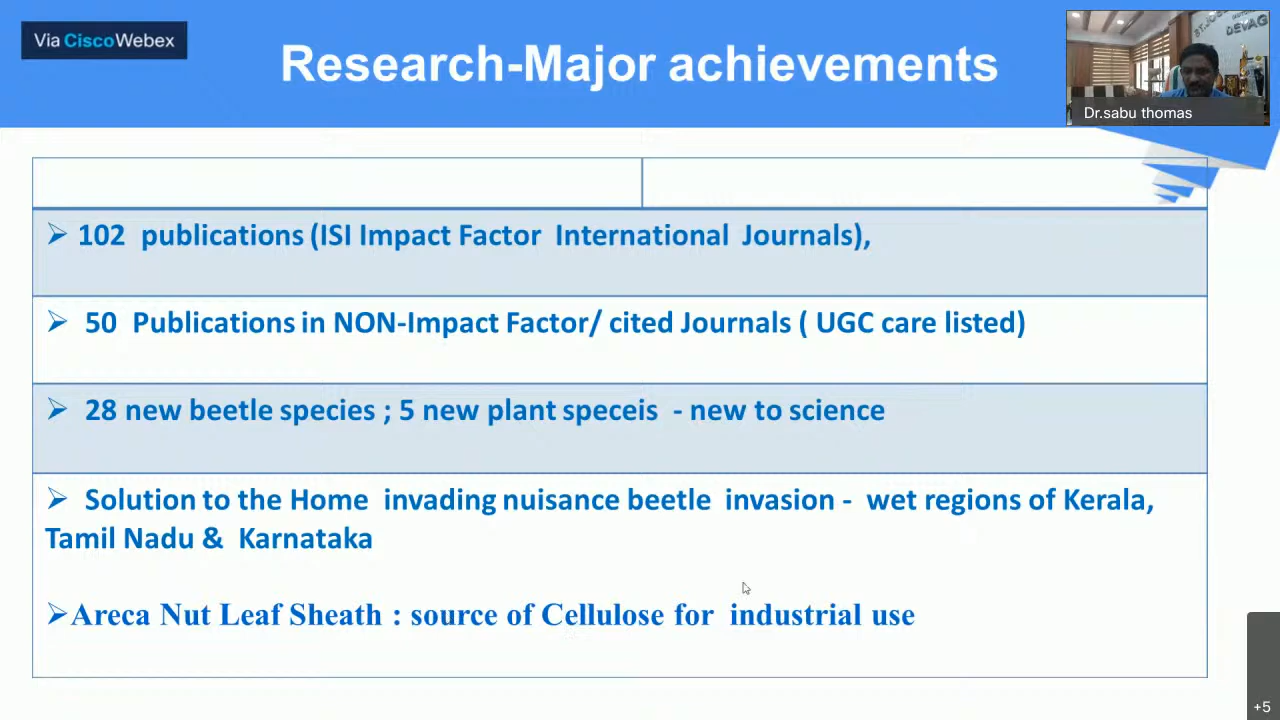 Via CiscoWebex
Research-Major achievements
ST.JOSE
DEVAG
Dr.sabu thomas
➢ 102 publications (ISI Impact Factor International Journals),
➢ 50 Publications in NON-Impact Factor/ cited Journals ( UGC care listed)
➢ 28 new beetle species ; 5 new plant speceis - new to science
➢ Solution to the Home invading nuisance beetle invasion - wet regions of Kerala,
Tamil Nadu & Karnataka
➢Areca Nut Leaf Sheath : source of Cellulose for industrial use
+5